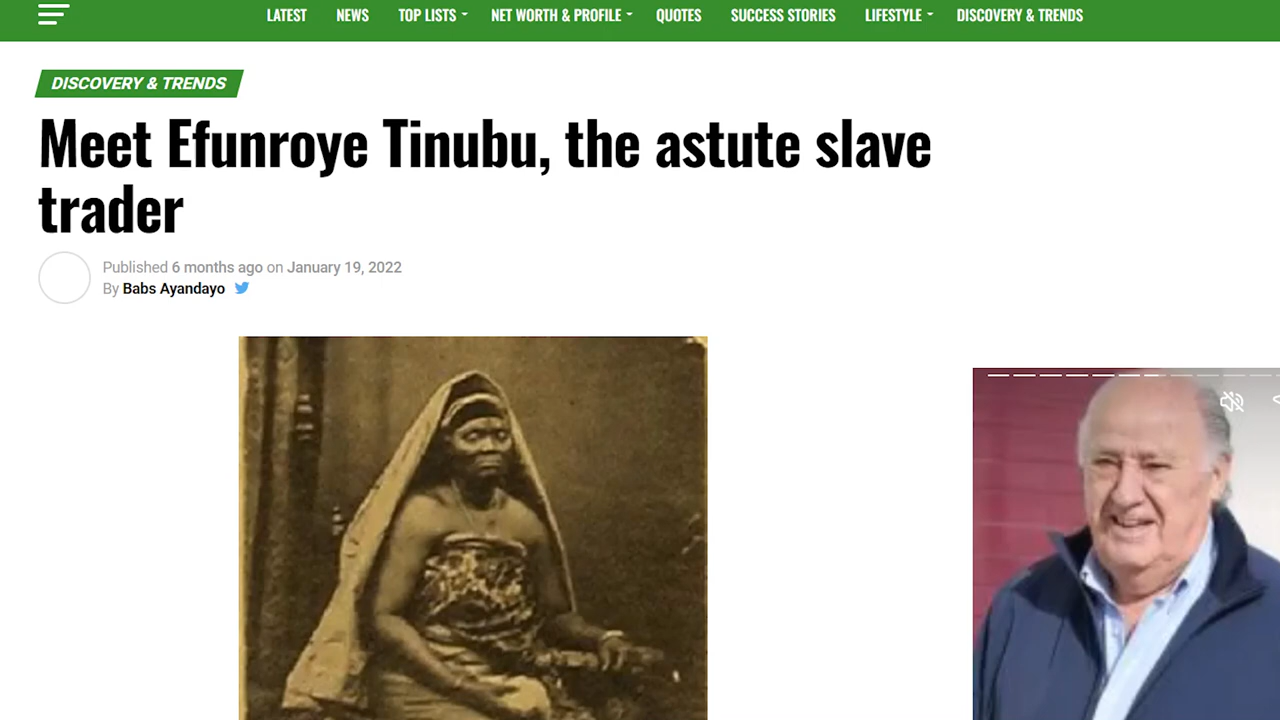 LATEST NEWS TOP LISTS NET WORTH & PROFILE QUOTES SUCCESS STORIES LIFESTYLE DISCOVERY & TRENDS
DISCOVERY & TRENDS
Meet Efunroye Tinubu, the astute slave
trader
Published 6 months ago on January 19, 2022
By Babs Ayandayo